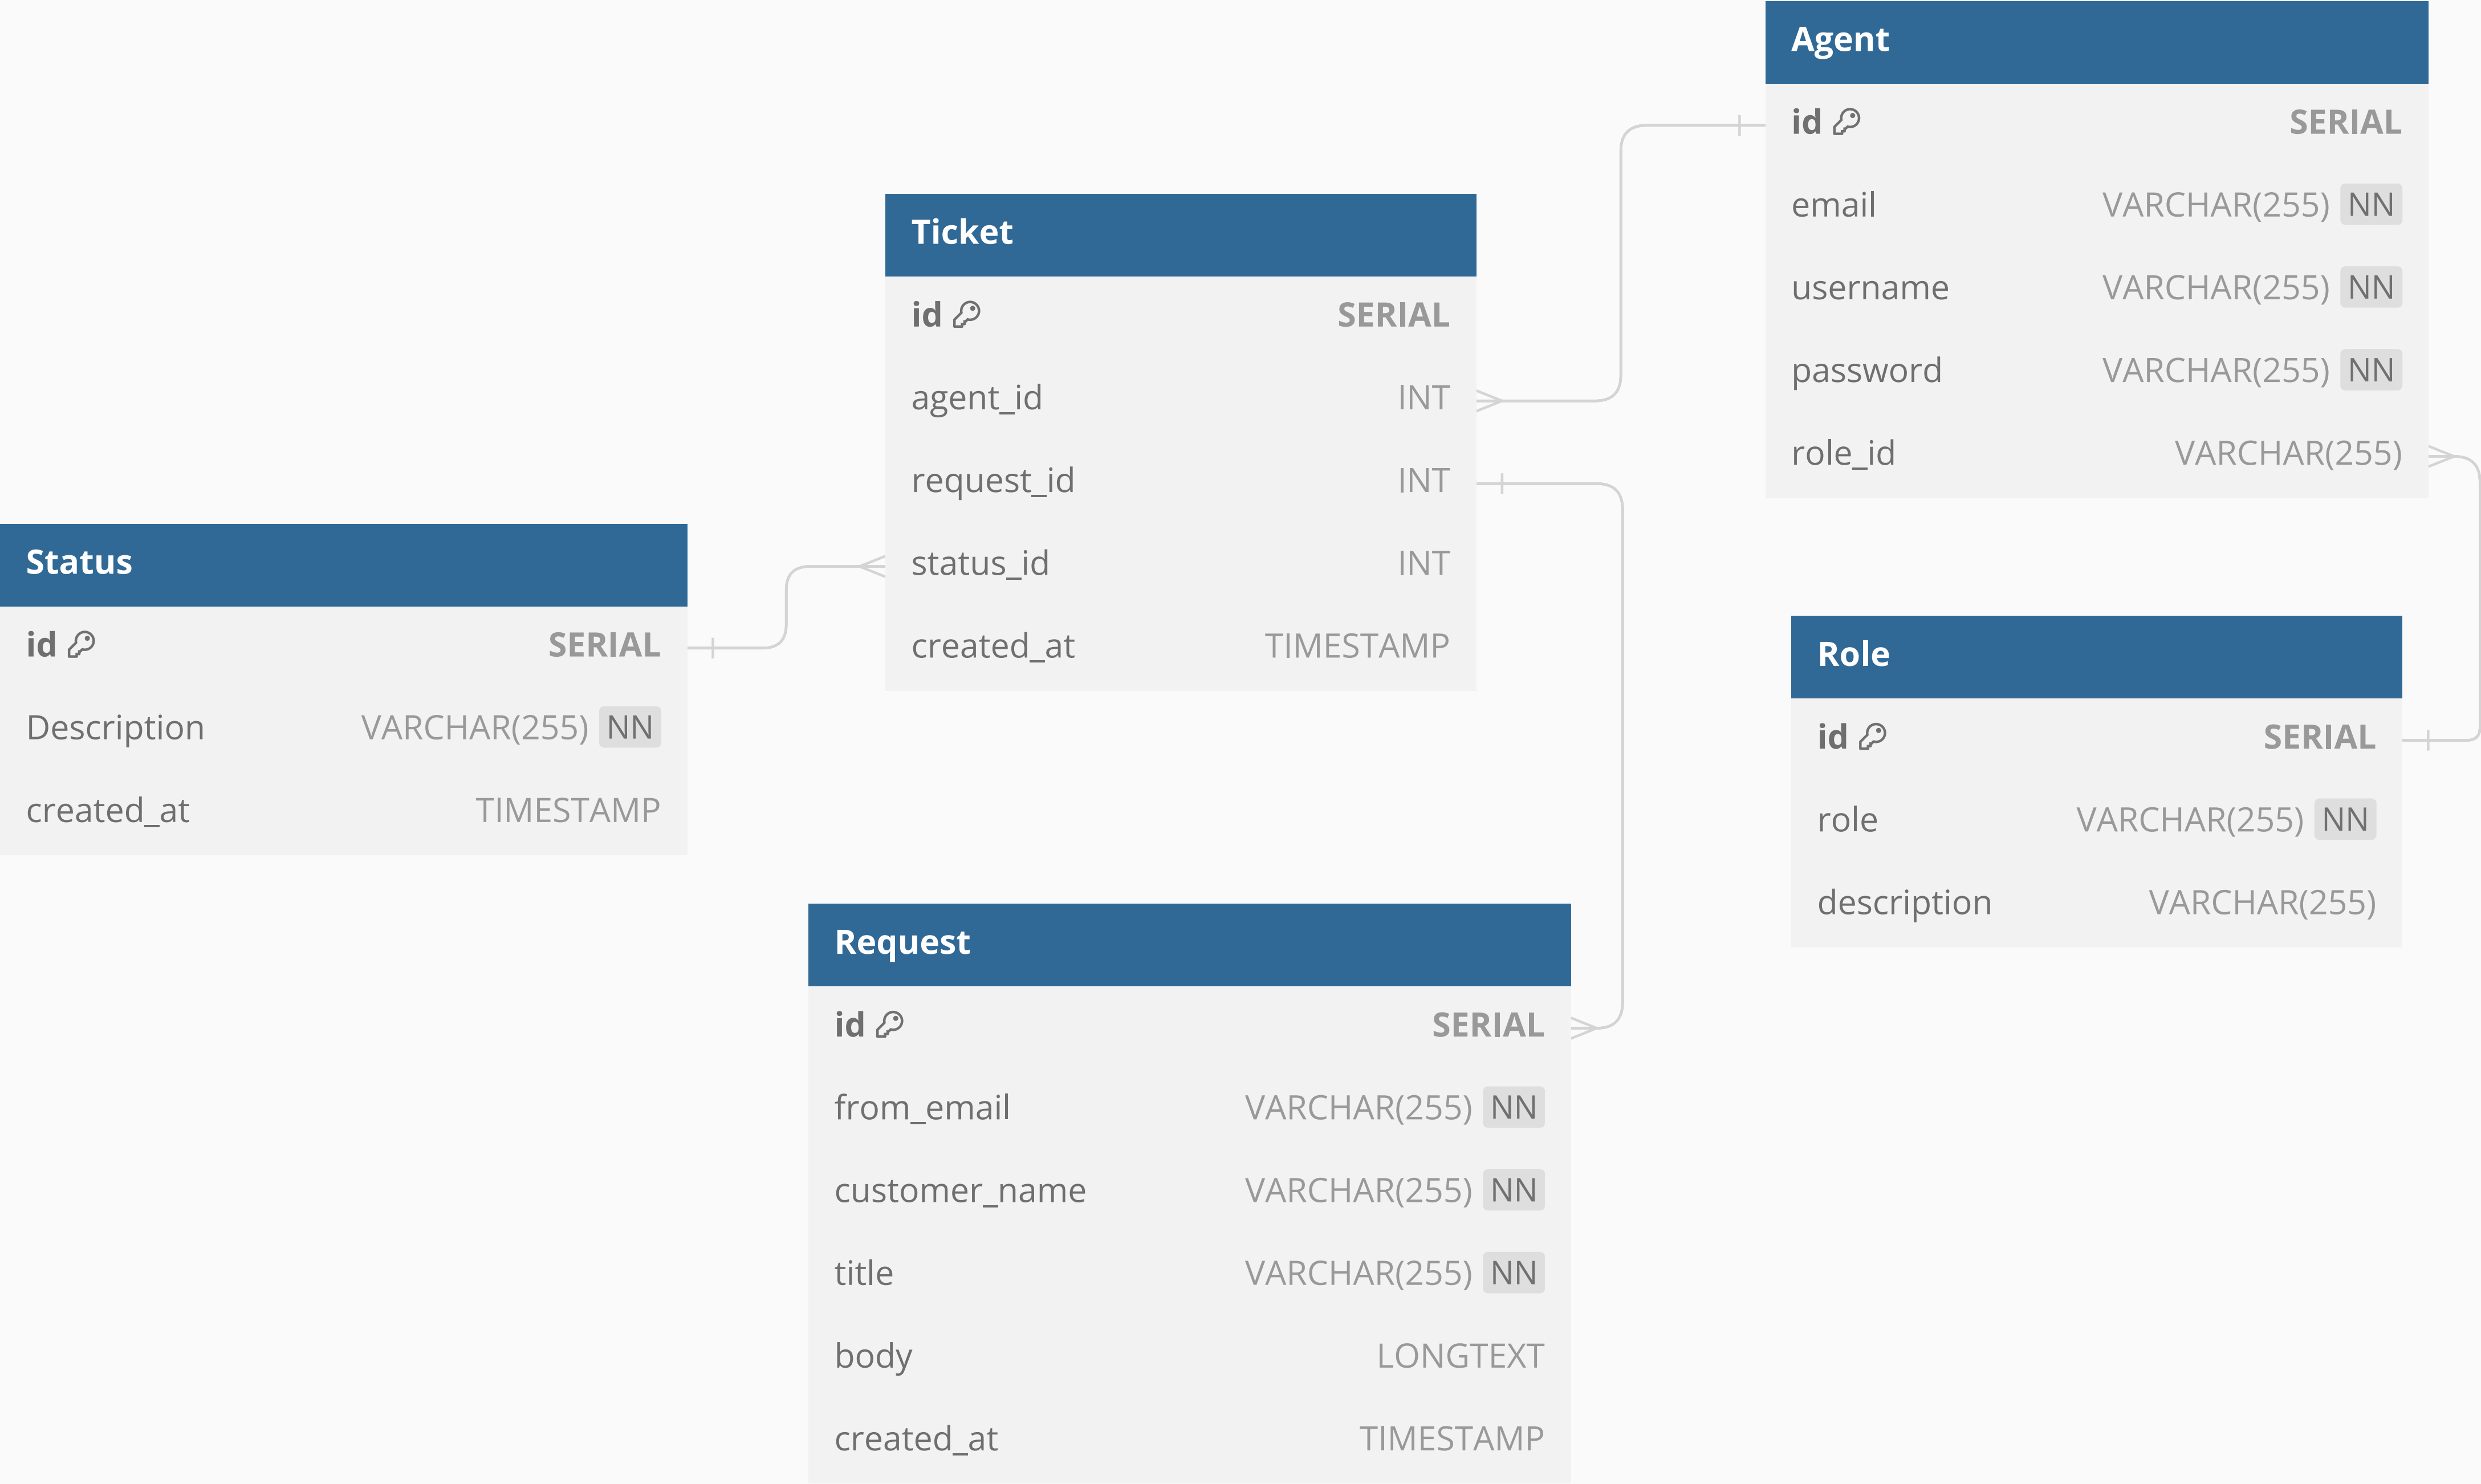 Agent
id SERIAL
email VARCHAR(255) NN
username VARCHAR(255) NN
password VARCHAR(255) NN
role_id VARCHAR(255)
Ticket
id SERIAL
agent_id INT
request_id INT
status_id INT
created_at TIMESTAMP
Status
id SERIAL
Description VARCHAR(255) NN
created_at TIMESTAMP
Role
id SERIAL
role VARCHAR(255) NN
description VARCHAR(255)
Request
id SERIAL
from_email VARCHAR(255) NN
customer_name VARCHAR(255) NN
title VARCHAR(255) NN
body LONGTEXT
created_at TIMESTAMP